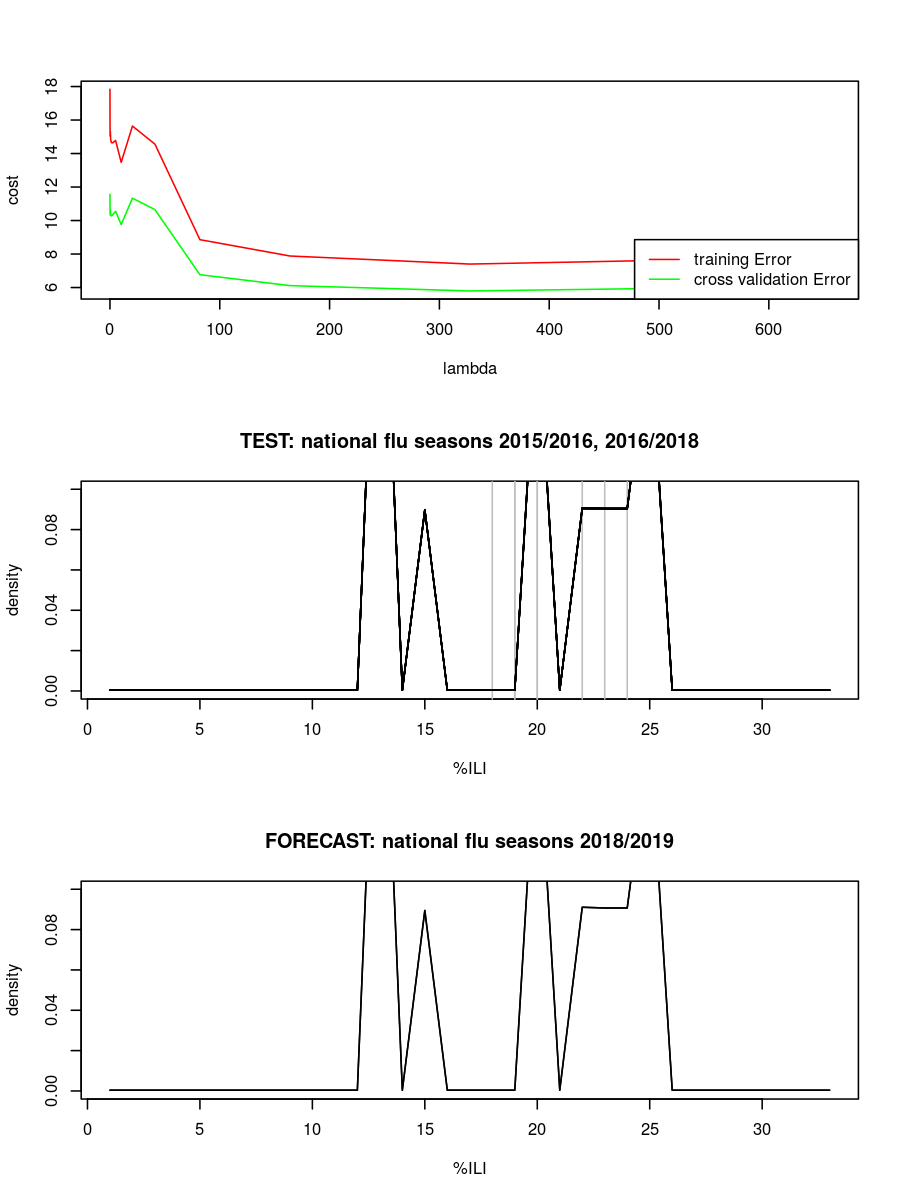 18
16
14
12
10
8
6
cost
training Error
cross validation Error
0 100 200 300 400 500 600
lambda
TEST: national flu seasons 2015/2016, 2016/2018
0.08
0.04
0.00
density
0 5 10 15 20 25 30
%ILI
FORECAST: national flu seasons 2018/2019
0.08
0.04
0.00
density
0 5 10 15 20 25 30
%ILI